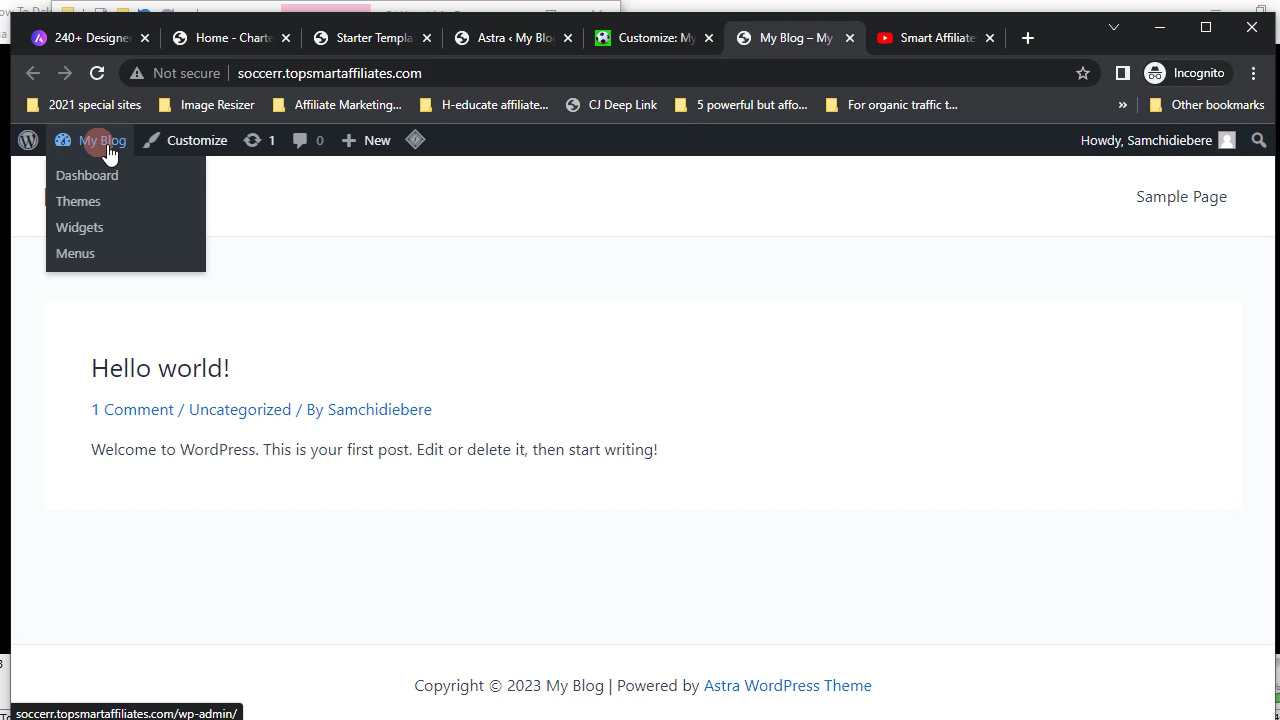 240+ Designer
Home - Charte
Starter Templa
Astra ‹ My Blo
Customize: My
My Blog – My
Smart Affiliate
Not secure
soccerr.topsmartaffiliates.com
Incognito
2021 special sites
Image Resizer
Affiliate Marketing...
H-educate affiliate...
CJ Deep Link
5 powerful but affo...
For organic traffic t...
»
Other bookmarks
My Blog
Customize
1
0
New
Howdy, Samchidiebere
Dashboard
Themes
Widgets
Menus
Sample Page
Hello world!
1 Comment / Uncategorized / By Samchidiebere
Welcome to WordPress. This is your first post. Edit or delete it, then start writing!
Copyright © 2023 My Blog | Powered by Astra WordPress Theme
soccerr.topsmartaffiliates.com/wp-admin/